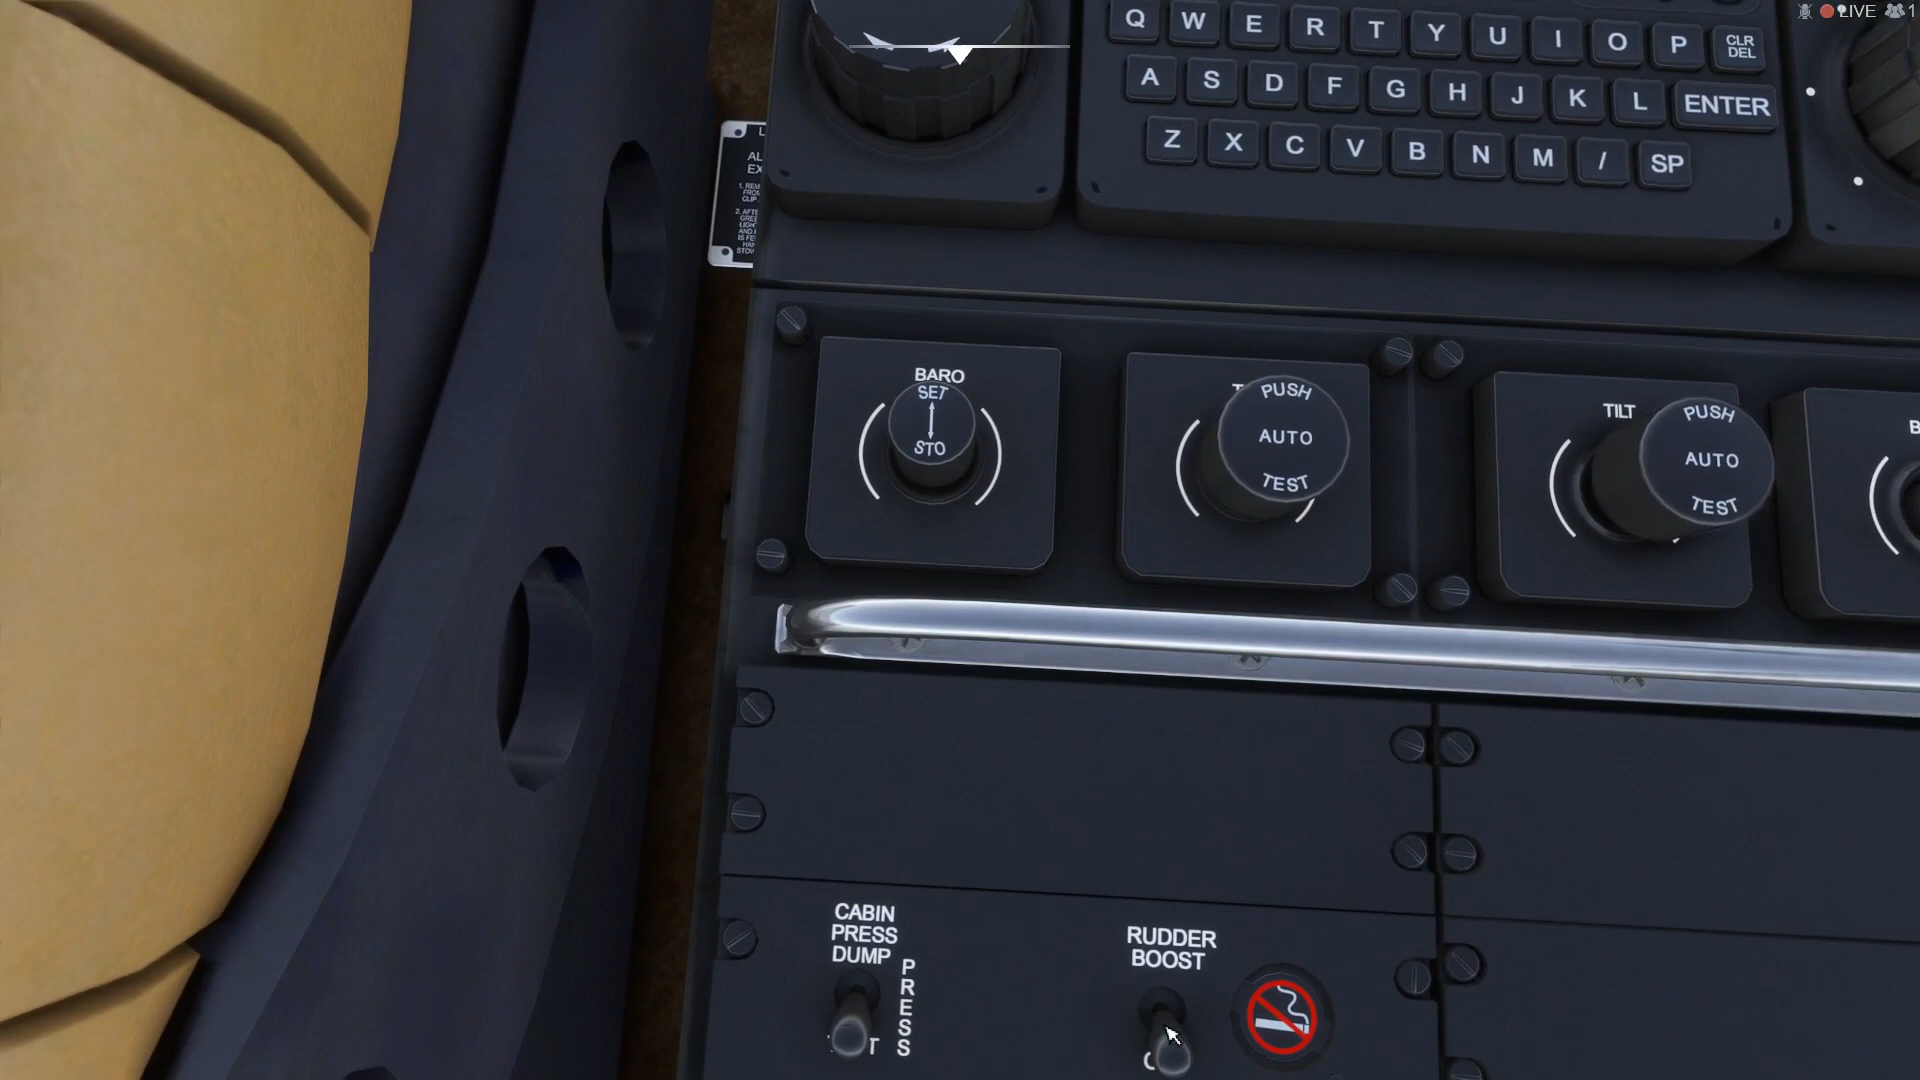 LIVE 1
Q W E R T Y U I O P CLR DEL
A S D F G H J K L ENTER
Z X C V B N M / SP
BARO
SET
STO
PUSH
AUTO
TEST
TILT
PUSH
AUTO
TEST
CABIN
PRESS
DUMP
PRESS
RUDDER
BOOST